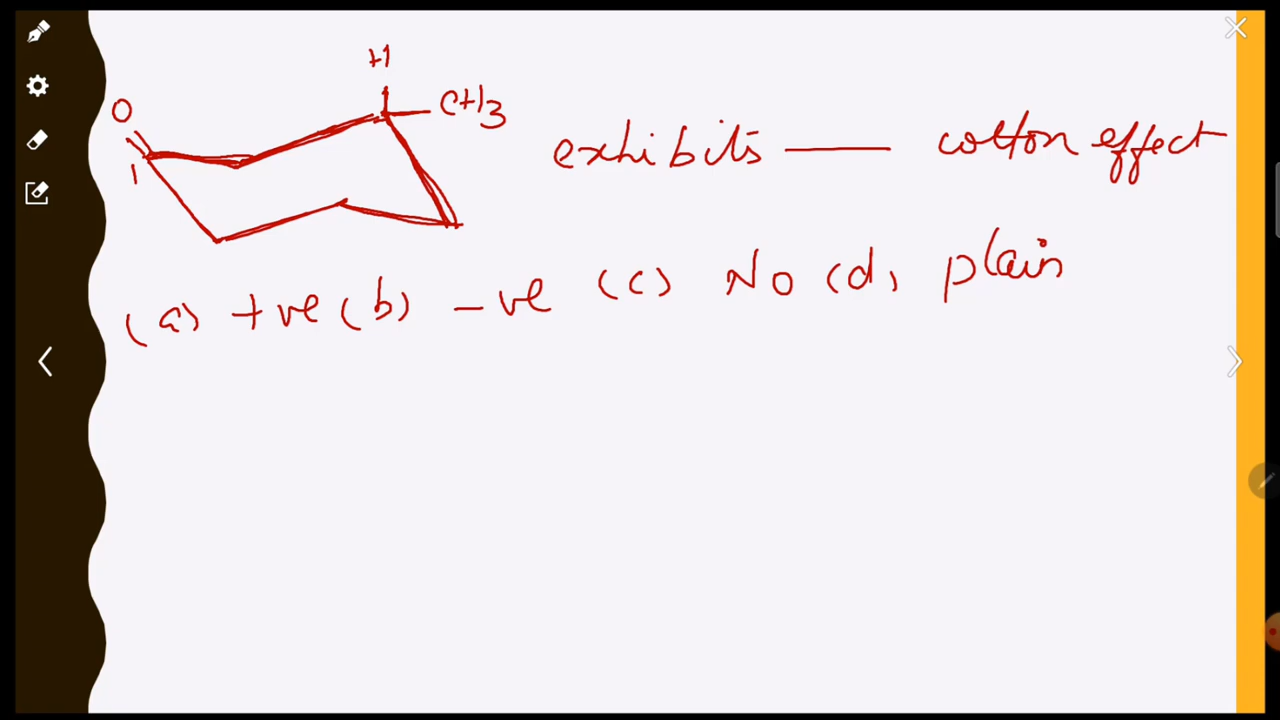 H
O
CH3
1
exhibits —— cotton effect
(a) +ve (b) -ve (c) No (d) plain